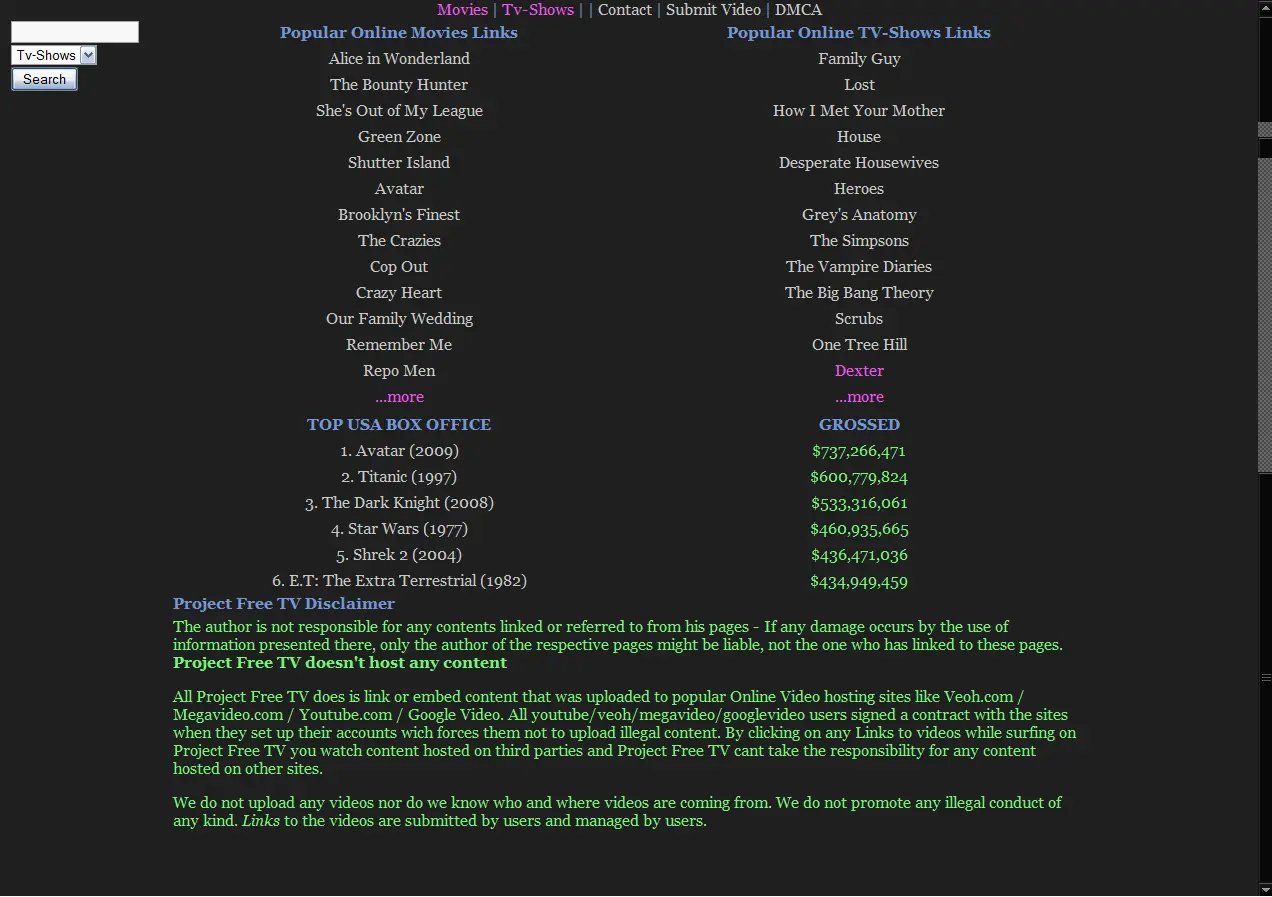 Movies | Tv-Shows | | Contact | Submit Video | DMCA
Tv-Shows
Search
Popular Online Movies Links
Popular Online TV-Shows Links
Alice in Wonderland
Family Guy
The Bounty Hunter
Lost
She's Out of My League
How I Met Your Mother
Green Zone
House
Shutter Island
Desperate Housewives
Avatar
Heroes
Brooklyn's Finest
Grey's Anatomy
The Crazies
The Simpsons
Cop Out
The Vampire Diaries
Crazy Heart
The Big Bang Theory
Our Family Wedding
Scrubs
Remember Me
One Tree Hill
Repo Men
Dexter
...more
...more
TOP USA BOX OFFICE
GROSSED
1. Avatar (2009)
$737,266,471
2. Titanic (1997)
$600,779,824
3. The Dark Knight (2008)
$533,316,061
4. Star Wars (1977)
$460,935,665
5. Shrek 2 (2004)
$436,471,036
6. E.T: The Extra Terrestrial (1982)
$434,949,459
Project Free TV Disclaimer
The author is not responsible for any contents linked or referred to from his pages - If any damage occurs by the use of
information presented there, only the author of the respective pages might be liable, not the one who has linked to these pages.
Project Free TV doesn't host any content
All Project Free TV does is link or embed content that was uploaded to popular Online Video hosting sites like Veoh.com /
Megavideo.com / Youtube.com / Google Video. All youtube/veoh/megavideo/googlevideo users signed a contract with the sites
when they set up their accounts wich forces them not to upload illegal content. By clicking on any Links to videos while surfing on
Project Free TV you watch content hosted on third parties and Project Free TV cant take the responsibility for any content
hosted on other sites.
We do not upload any videos nor do we know who and where videos are coming from. We do not promote any illegal conduct of
any kind. Links to the videos are submitted by users and managed by users.